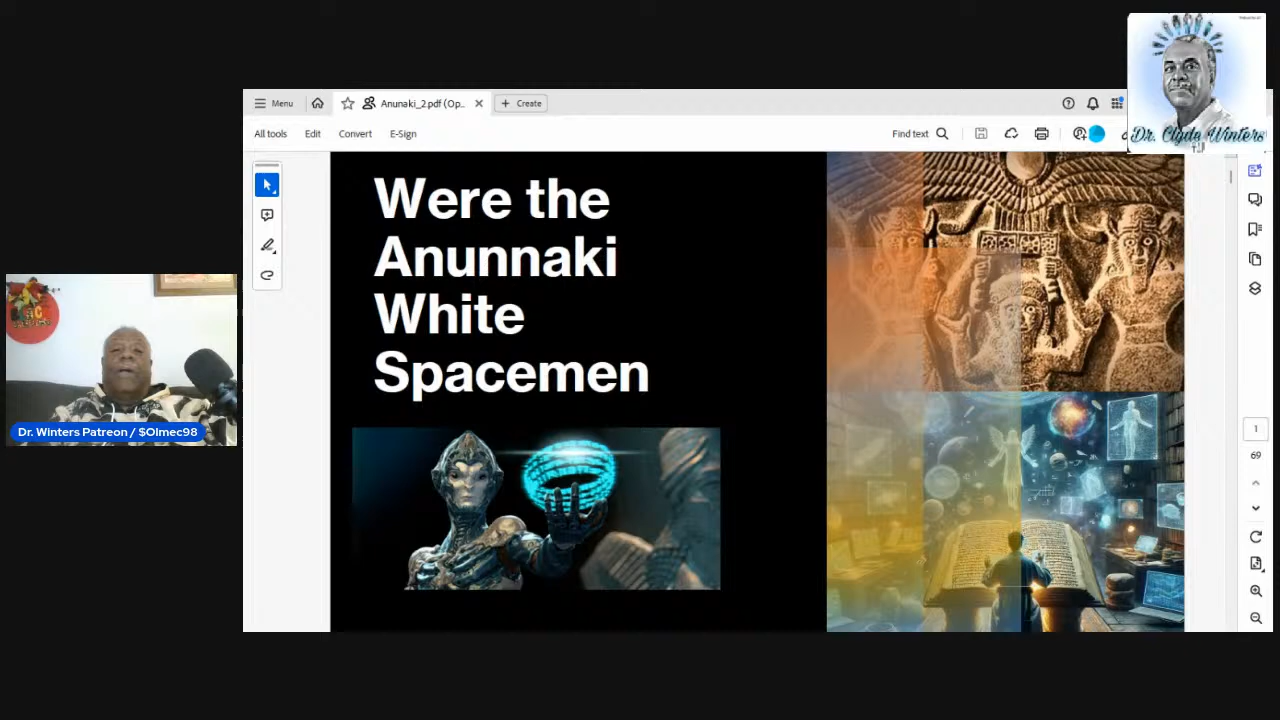 Menu
Anunaki_2.pdf (Op...
Create
All tools
Edit
Convert
E-Sign
Find text
Dr. Clyde Winters
Were the
Anunnaki
White
Spacemen
Dr. Winters Patreon / $Olmec98
1
69